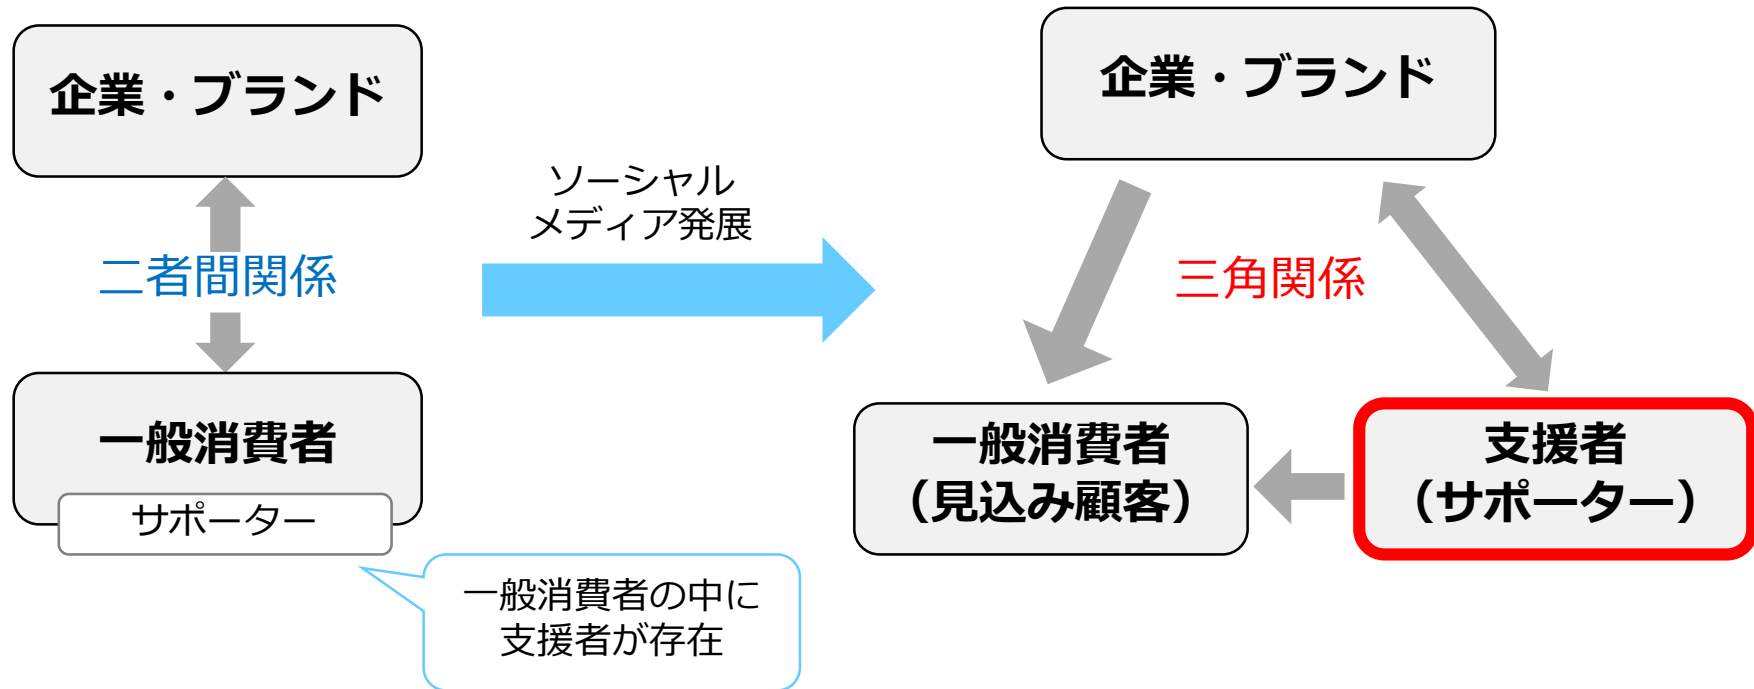 企業・ブランド
二者間関係
一般消費者
サポーター
一般消費者の中に
支援者が存在
ソーシャル
メディア発展
企業・ブランド
三角関係
一般消費者
（見込み顧客）
支援者
（サポーター）